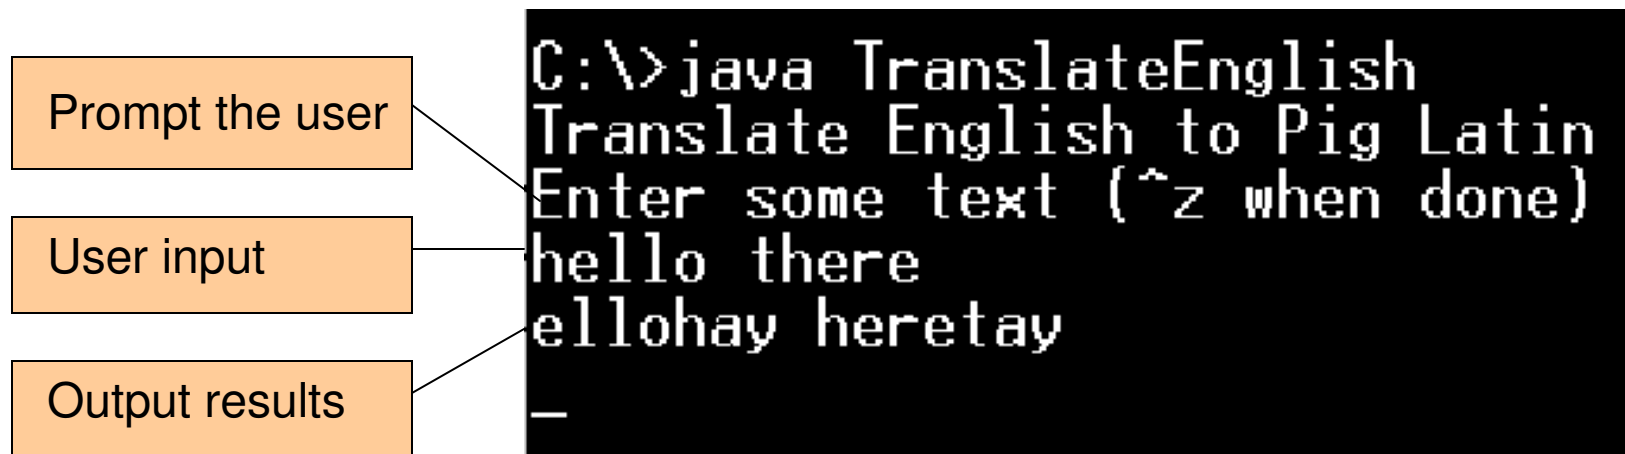 Prompt the user
User input
Output results
C:\>java TranslateEnglish
Translate English to Pig Latin
Enter some text (^z when done)
hello there
ellohay heretay
_